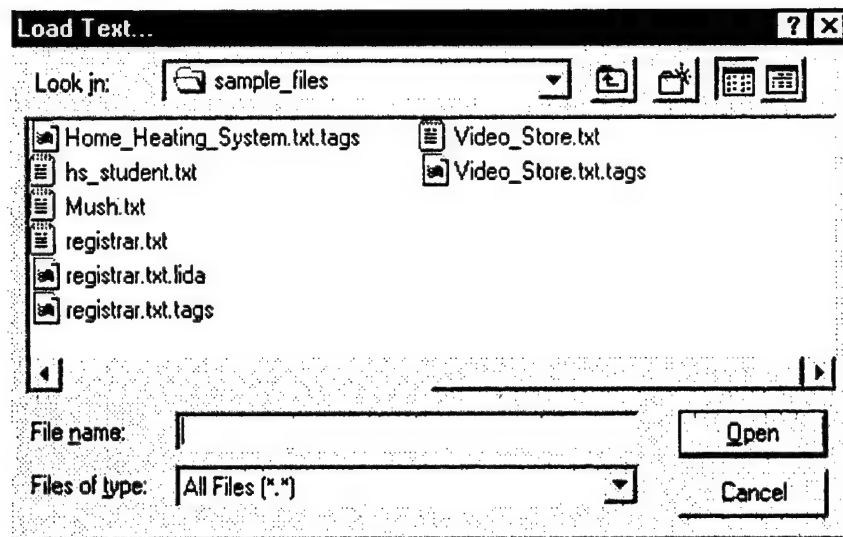 Load Text...
Look in: sample_files
Home_Heating_System.txt.tags
hs_student.txt
Mush.txt
registrar.txt
registrar.txt.lida
registrar.txt.tags
Video_Store.txt
Video_Store.txt.tags
File name:
Open
Files of type: All Files (*.*)
Cancel